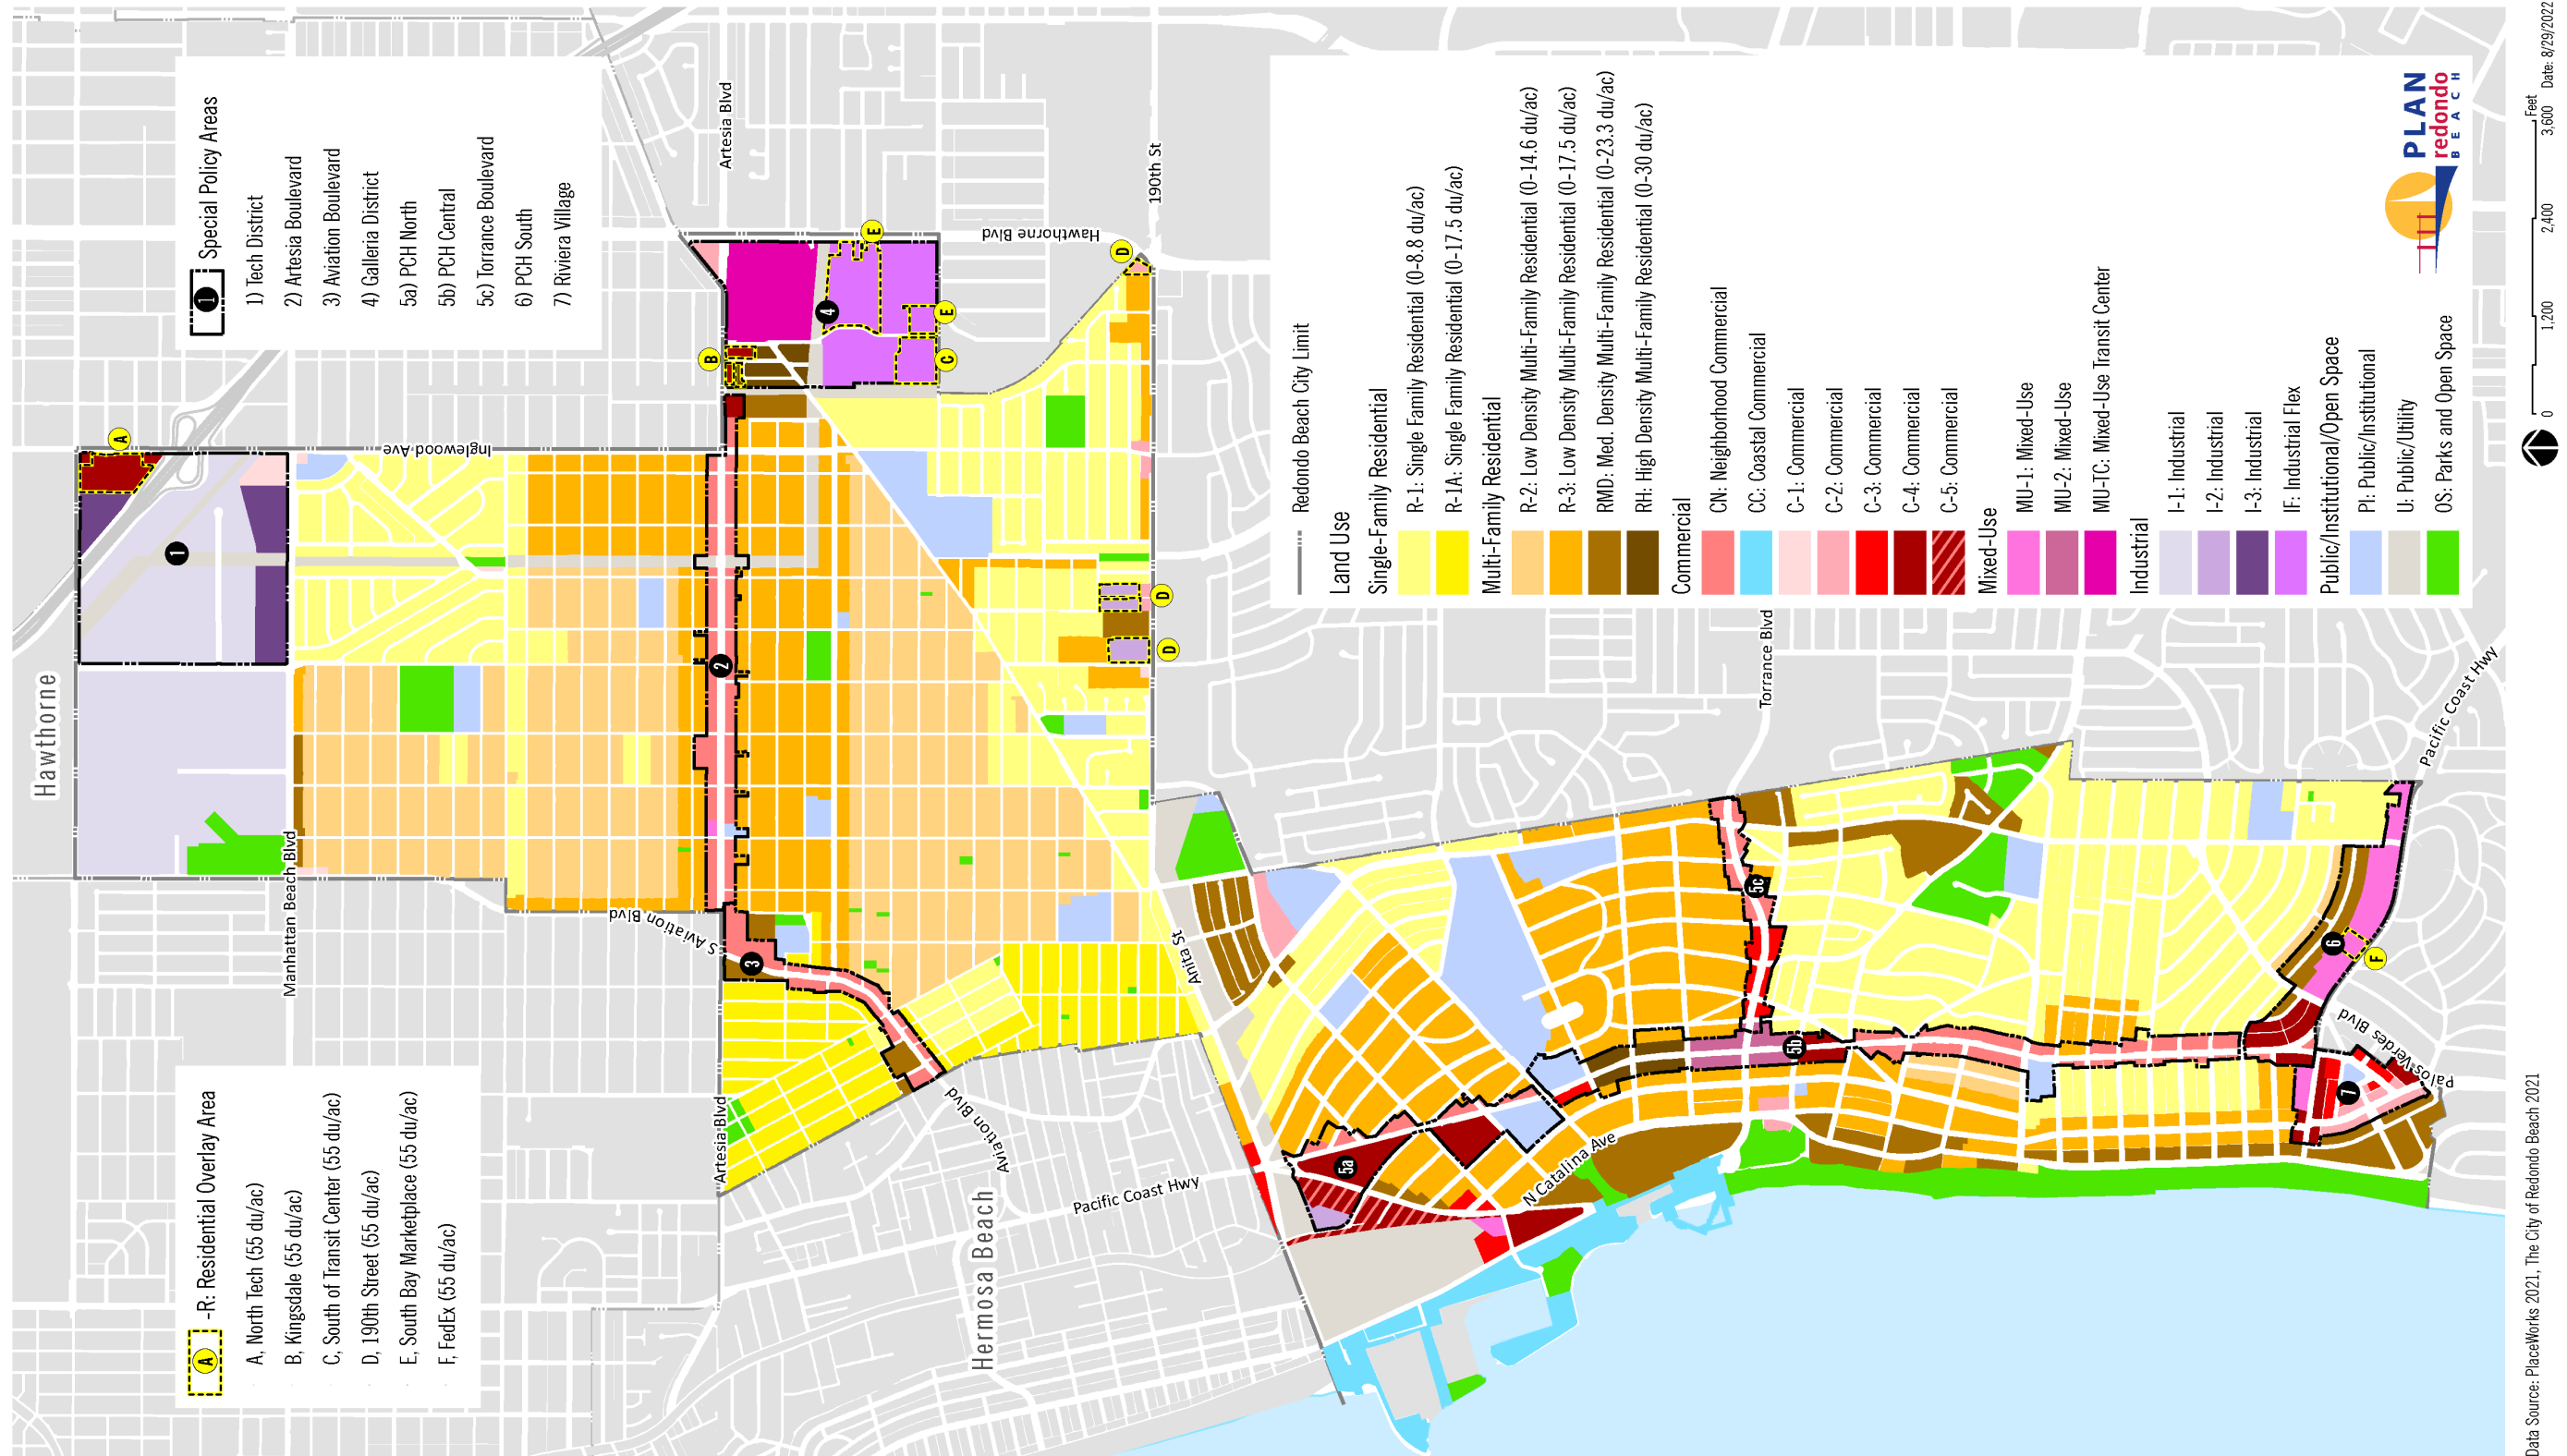 -R: Residential Overlay Area
A
A, North Tech (55 du/ac)
B, Kingsdale (55 du/ac)
C, South of Transit Center (55 du/ac)
D, 190th Street (55 du/ac)
E, South Bay Marketplace (55 du/ac)
F, FedEx (55 du/ac)
1
Special Policy Areas
1) Tech District
2) Artesia Boulevard
3) Aviation Boulevard
4) Galleria District
5a) PCH North
5b) PCH Central
5c) Torrance Boulevard
6) PCH South
7) Riviera Village
Hawthorne
Manhattan Beach Blvd
Inglewood Ave
A
1
S Aviation Blvd
Artesia Blvd
Artesia Blvd
2
3
B
4
E
E
C
Hawthorne Blvd
D
190th St
D
D
Aviation Blvd
Hermosa Beach
Pacific Coast Hwy
Anita St
5a
N Catalina Ave
Torrance Blvd
5c
5b
6
F
7
Palos Verdes Blvd
Pacific Coast Hwy
Redondo Beach City Limit
Land Use
Single-Family Residential
R-1: Single Family Residential (0-8.8 du/ac)
R-1A: Single Family Residential (0-17.5 du/ac)
Multi-Family Residential
R-2: Low Density Multi-Family Residential (0-14.6 du/ac)
R-3: Low Density Multi-Family Residential (0-17.5 du/ac)
RMD: Med. Density Multi-Family Residential (0-23.3 du/ac)
RH: High Density Multi-Family Residential (0-30 du/ac)
Commercial
CN: Neighborhood Commercial
CC: Coastal Commercial
C-1: Commercial
C-2: Commercial
C-3: Commercial
C-4: Commercial
C-5: Commercial
Mixed-Use
MU-1: Mixed-Use
MU-2: Mixed-Use
MU-TC: Mixed-Use Transit Center
Industrial
I-1: Industrial
I-2: Industrial
I-3: Industrial
IF: Industrial Flex
Public/Institutional/Open Space
PI: Public/Institutional
U: Public/Utility
OS: Parks and Open Space
PLAN
redondo
BEACH
0 1,200 2,400 3,600
Feet
Data Source: PlaceWorks 2021, The City of Redondo Beach 2021
Date: 8/29/2022